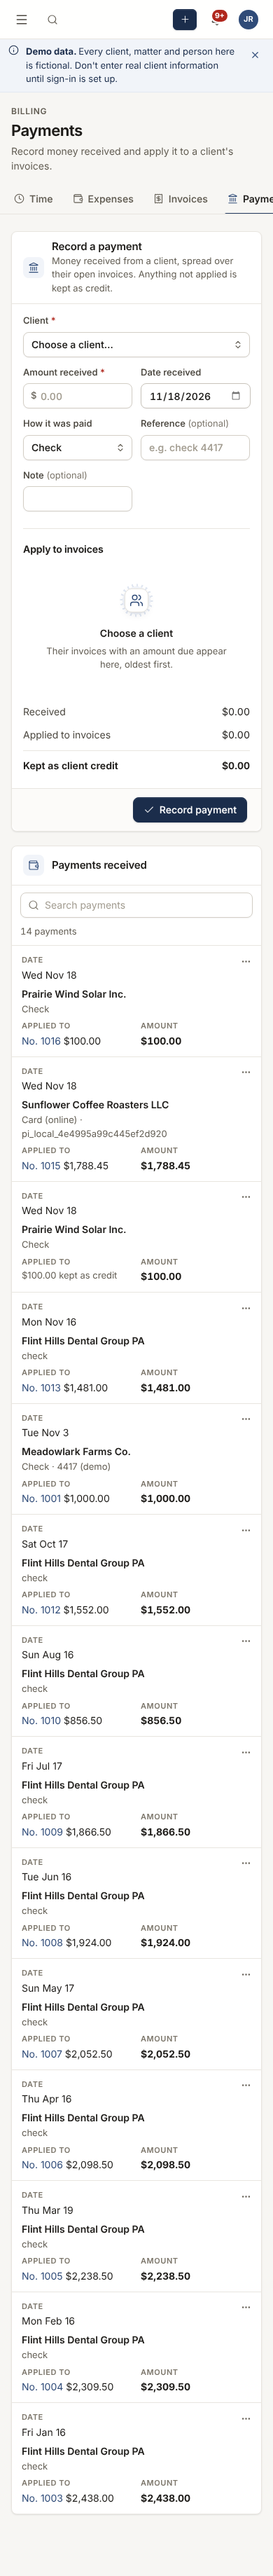 9+
JR
Demo data. Every client, matter and person here
is fictional. Don't enter real client information
until sign-in is set up.
BILLING
Payments
Record money received and apply it to a client's
invoices.
Time
Expenses
Invoices
Payme
Record a payment
Money received from a client, spread over
their open invoices. Anything not applied is
kept as credit.
Client *
Choose a client...
Amount received * Date received
$ 0.00 11/18/2026
How it was paid Reference (optional)
Check e.g. check 4417
Note (optional)
Apply to invoices
Choose a client
Their invoices with an amount due appear
here, oldest first.
Received $0.00
Applied to invoices $0.00
Kept as client credit $0.00
Record payment
Payments received
Search payments
14 payments
DATE
Wed Nov 18
Prairie Wind Solar Inc.
Check
APPLIED TO AMOUNT
No. 1016 $100.00 $100.00
DATE
Wed Nov 18
Sunflower Coffee Roasters LLC
Card (online) ·
pi_local_4e4995a99c445ef2d920
APPLIED TO AMOUNT
No. 1015 $1,788.45 $1,788.45
DATE
Wed Nov 18
Prairie Wind Solar Inc.
Check
APPLIED TO AMOUNT
$100.00 kept as credit $100.00
DATE
Mon Nov 16
Flint Hills Dental Group PA
check
APPLIED TO AMOUNT
No. 1013 $1,481.00 $1,481.00
DATE
Tue Nov 3
Meadowlark Farms Co.
Check · 4417 (demo)
APPLIED TO AMOUNT
No. 1001 $1,000.00 $1,000.00
DATE
Sat Oct 17
Flint Hills Dental Group PA
check
APPLIED TO AMOUNT
No. 1012 $1,552.00 $1,552.00
DATE
Sun Aug 16
Flint Hills Dental Group PA
check
APPLIED TO AMOUNT
No. 1010 $856.50 $856.50
DATE
Fri Jul 17
Flint Hills Dental Group PA
check
APPLIED TO AMOUNT
No. 1009 $1,866.50 $1,866.50
DATE
Tue Jun 16
Flint Hills Dental Group PA
check
APPLIED TO AMOUNT
No. 1008 $1,924.00 $1,924.00
DATE
Sun May 17
Flint Hills Dental Group PA
check
APPLIED TO AMOUNT
No. 1007 $2,052.50 $2,052.50
DATE
Thu Apr 16
Flint Hills Dental Group PA
check
APPLIED TO AMOUNT
No. 1006 $2,098.50 $2,098.50
DATE
Thu Mar 19
Flint Hills Dental Group PA
check
APPLIED TO AMOUNT
No. 1005 $2,238.50 $2,238.50
DATE
Mon Feb 16
Flint Hills Dental Group PA
check
APPLIED TO AMOUNT
No. 1004 $2,309.50 $2,309.50
DATE
Fri Jan 16
Flint Hills Dental Group PA
check
APPLIED TO AMOUNT
No. 1003 $2,438.00 $2,438.00